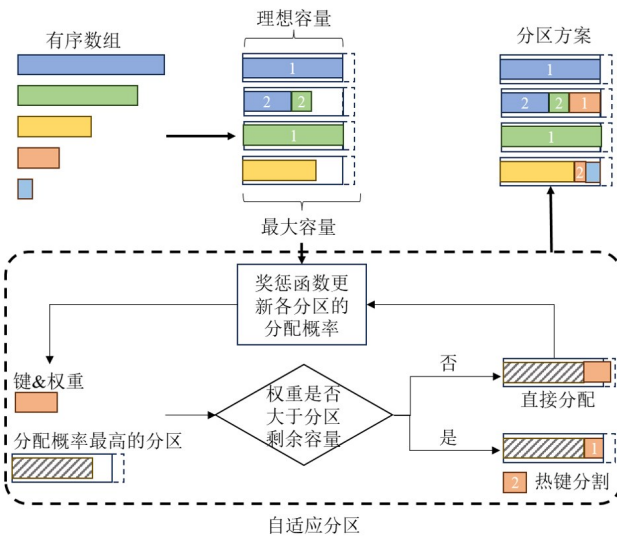 有序数组
理想容量
分区方案
1
2 2
1
1
2 2 1
1
2
最大容量
奖惩函数更
新各分区的
分配概率
键&权重
分配概率最高的分区
权重是否
大于分区
剩余容量
否
直接分配
是
1
2 热键分割
自适应分区